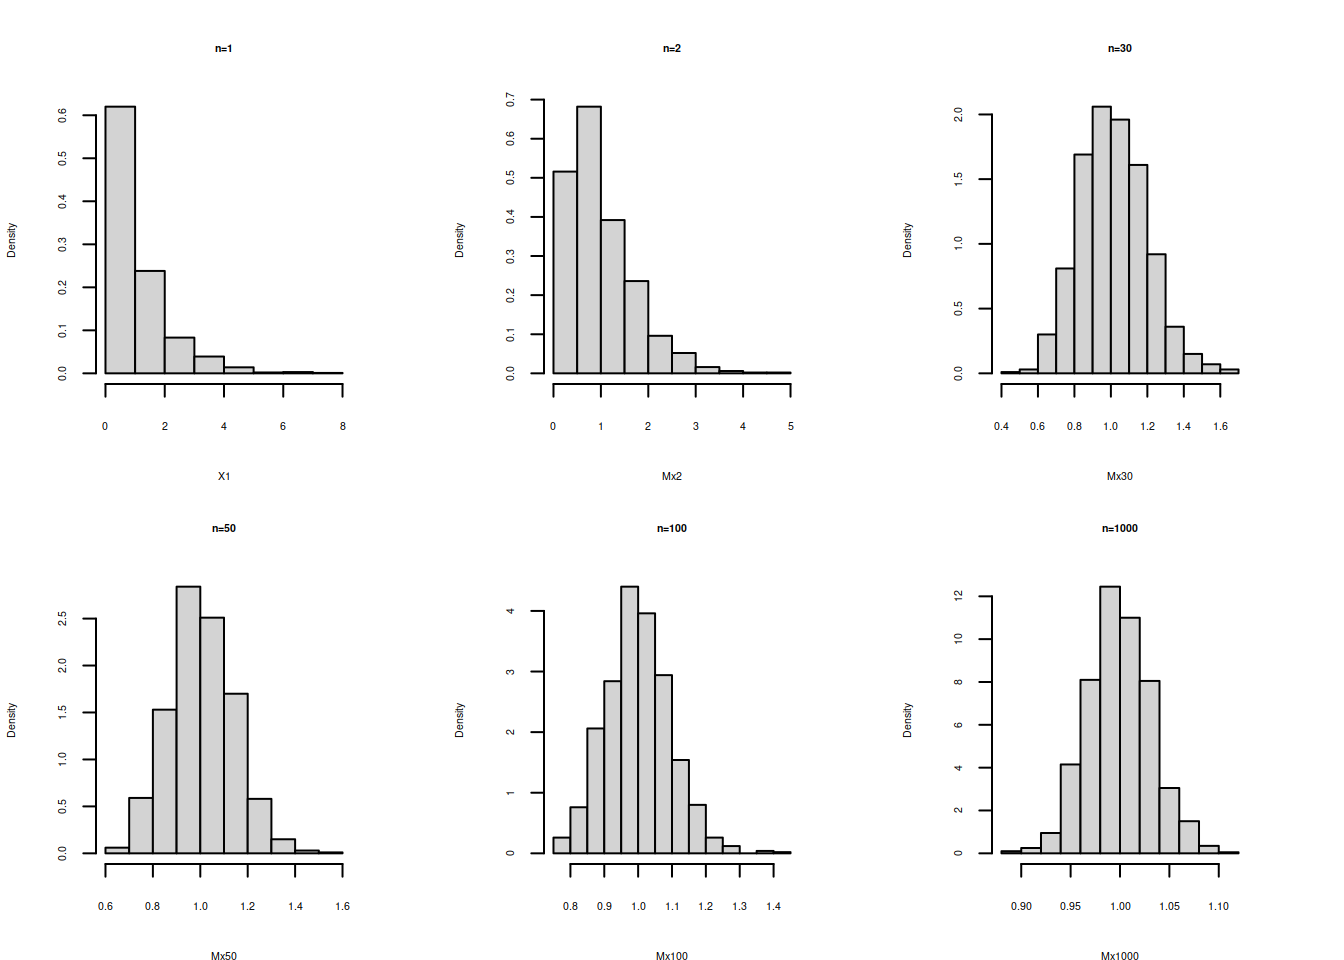 n=1
Density
0.0 0.1 0.2 0.3 0.4 0.5 0.6
0 2 4 6 8
X1
n=2
Density
0.0 0.1 0.2 0.3 0.4 0.5 0.6 0.7
0 1 2 3 4 5
Mx2
n=30
Density
0.0 0.5 1.0 1.5 2.0
0.4 0.6 0.8 1.0 1.2 1.4 1.6
Mx30
n=50
Density
0.0 0.5 1.0 1.5 2.0 2.5
0.6 0.8 1.0 1.2 1.4 1.6
Mx50
n=100
Density
0 1 2 3 4
0.8 0.9 1.0 1.1 1.2 1.3 1.4
Mx100
n=1000
Density
0 2 4 6 8 10 12
0.90 0.95 1.00 1.05 1.10
Mx1000